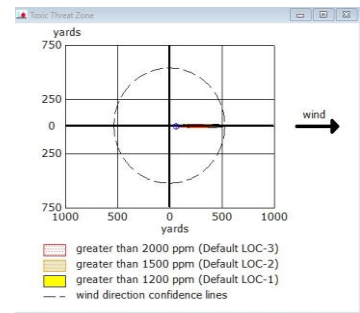 Toxic Threat Zone
yards
750
250
wind
0
250
750
1000 500 0 500 1000
yards
greater than 2000 ppm (Default LOC-3)
greater than 1500 ppm (Default LOC-2)
greater than 1200 ppm (Default LOC-1)
wind direction confidence lines